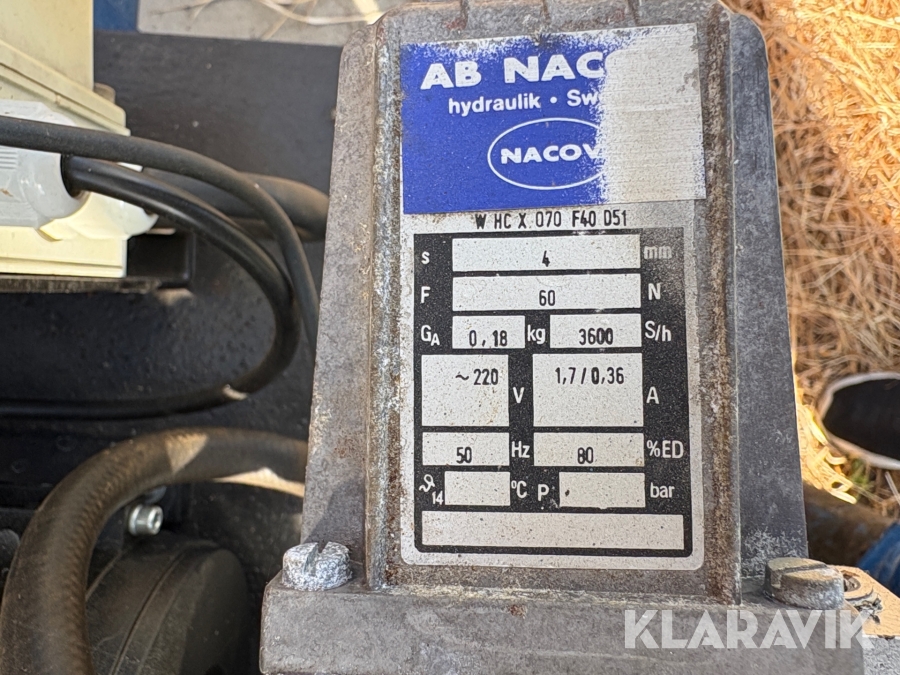 AB NAC
hydraulik · Sw
NACOV
W HC X 070 F40 D51
s 4 mm
F 60 N
GA 0,18 kg 3600 S/h
~220 V 1,7/0,36 A
50 Hz 80 %ED
ϑ14 °C P bar
KLARAVIK